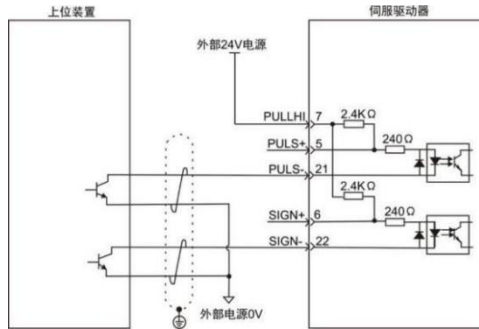 上位装置
伺服驱动器
外部24V电源
PULLHI 7
2.4KΩ
PULS+ 5
240Ω
PULS- 21
2.4KΩ
SIGN+ 6
240Ω
SIGN- 22
外部电源0V